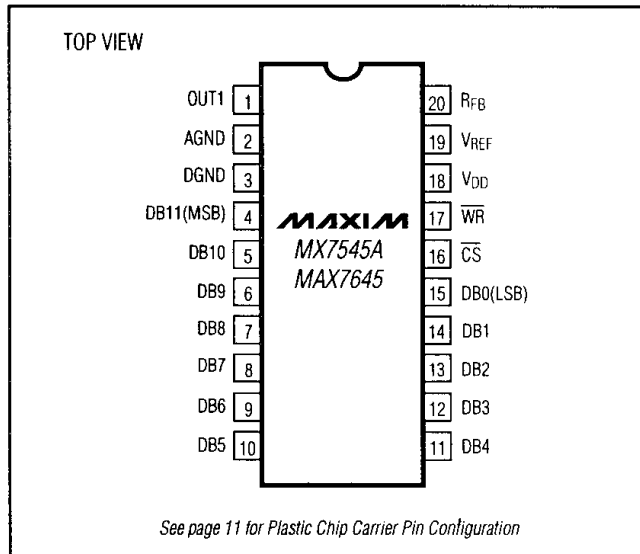 TOP VIEW
OUT1 1 20 RFB
AGND 2 19 VREF
DGND 3 18 VDD
DB11(MSB) 4 MAXIM 17 WR
DB10 5 MX7545A 16 CS
MAX7645
DB9 6 15 DB0(LSB)
DB8 7 14 DB1
DB7 8 13 DB2
DB6 9 12 DB3
DB5 10 11 DB4
See page 11 for Plastic Chip Carrier Pin Configuration